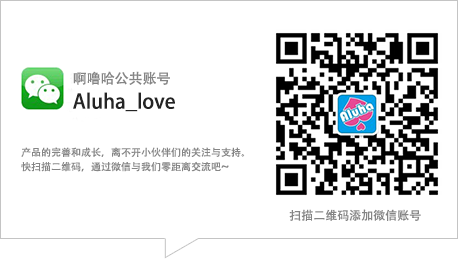 啊噜哈公共账号
Aluha_love
产品的完善和成长，离不开小伙伴们的关注与支持。
快扫描二维码，通过微信与我们零距离交流吧~
Aluha
扫描二维码添加微信账号